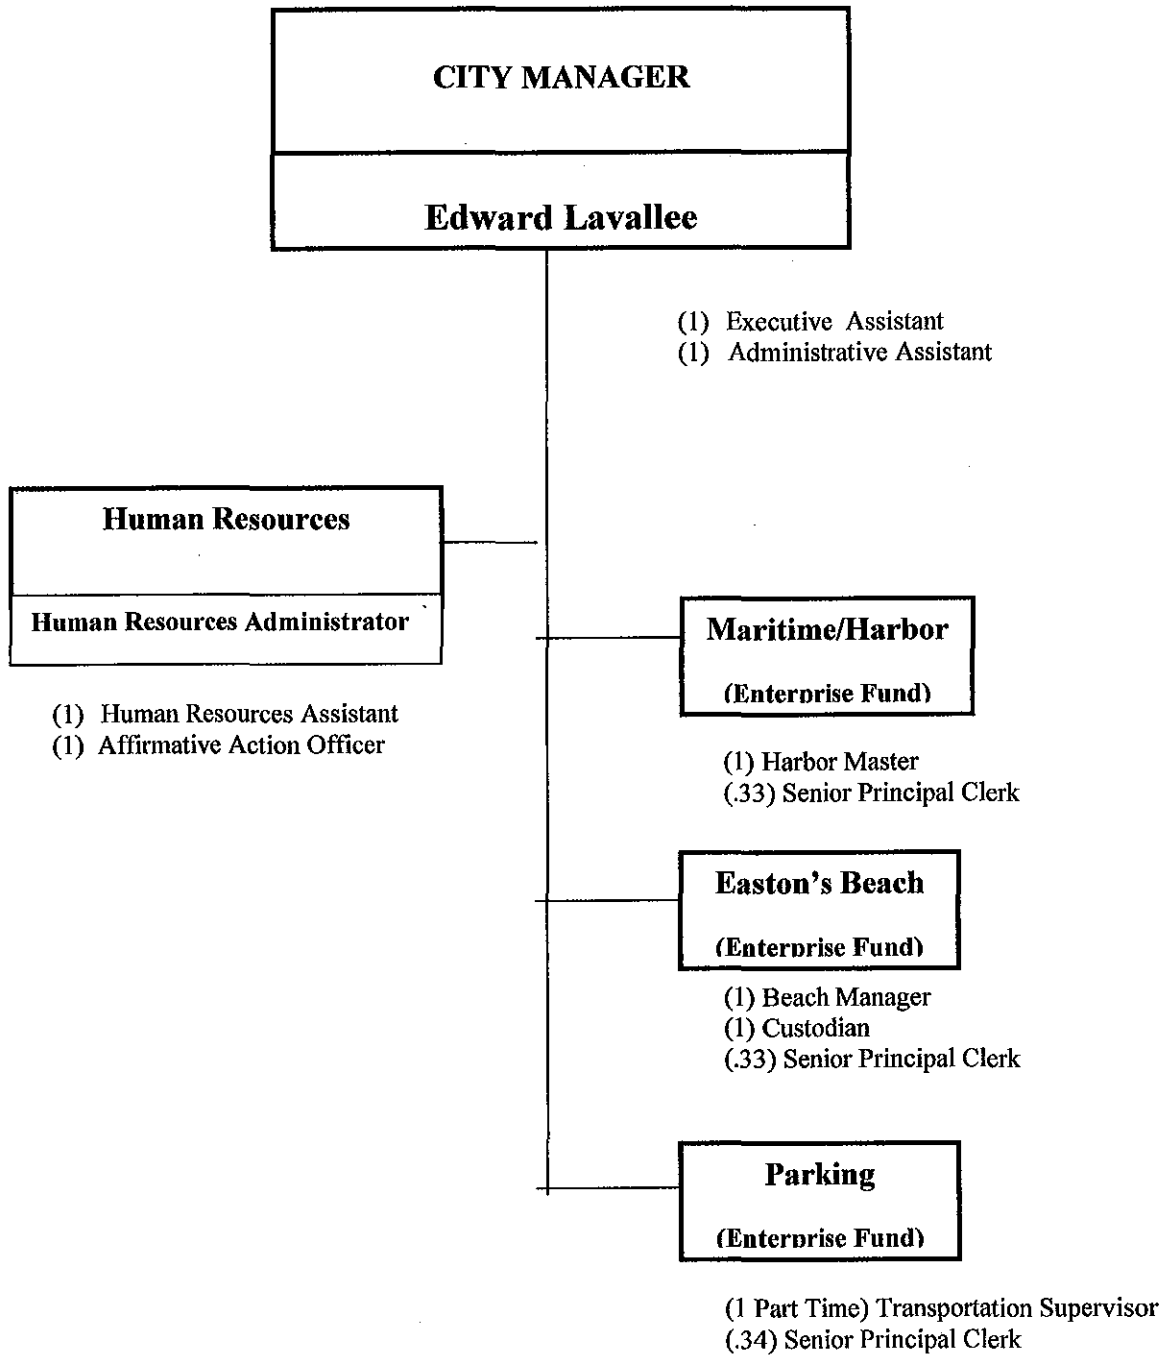 CITY MANAGER
Edward Lavallee
(1) Executive Assistant
(1) Administrative Assistant
Human Resources
Human Resources Administrator
(1) Human Resources Assistant
(1) Affirmative Action Officer
Maritime/Harbor
(Enterprise Fund)
(1) Harbor Master
(.33) Senior Principal Clerk
Easton's Beach
(Enterprise Fund)
(1) Beach Manager
(1) Custodian
(.33) Senior Principal Clerk
Parking
(Enterprise Fund)
(1 Part Time) Transportation Supervisor
(.34) Senior Principal Clerk